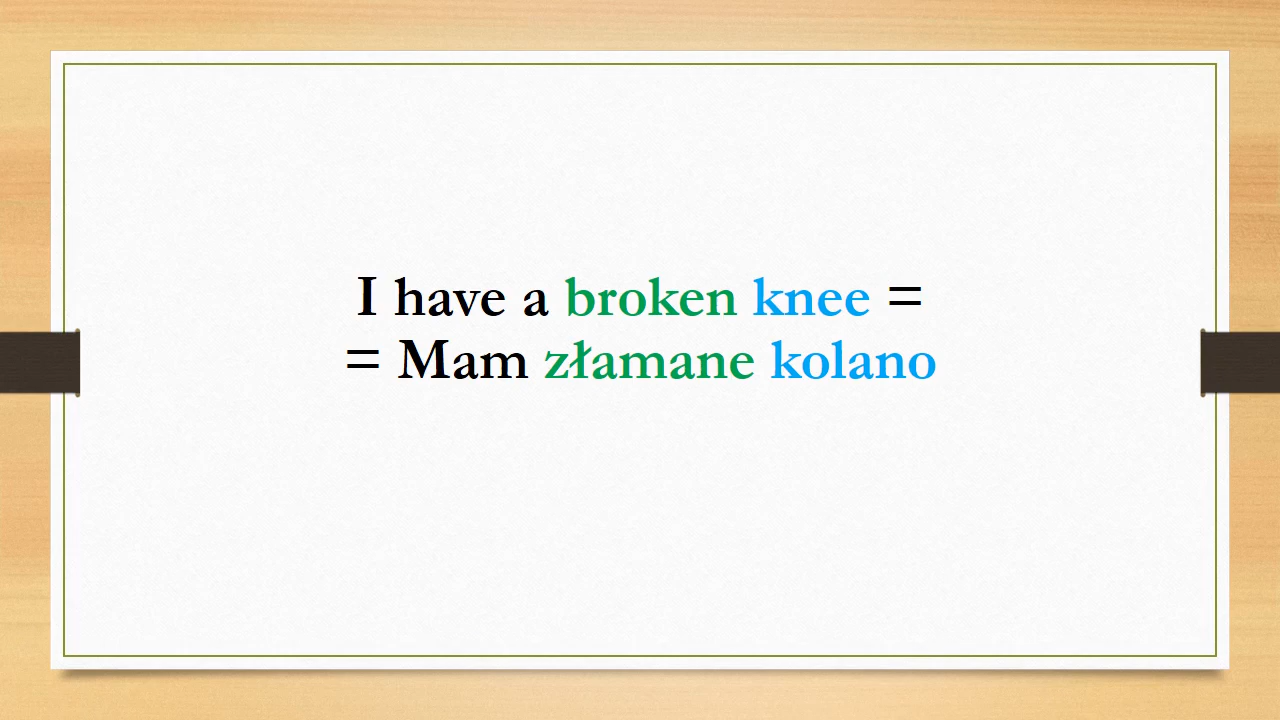 I have a broken knee =
= Mam złamane kolano